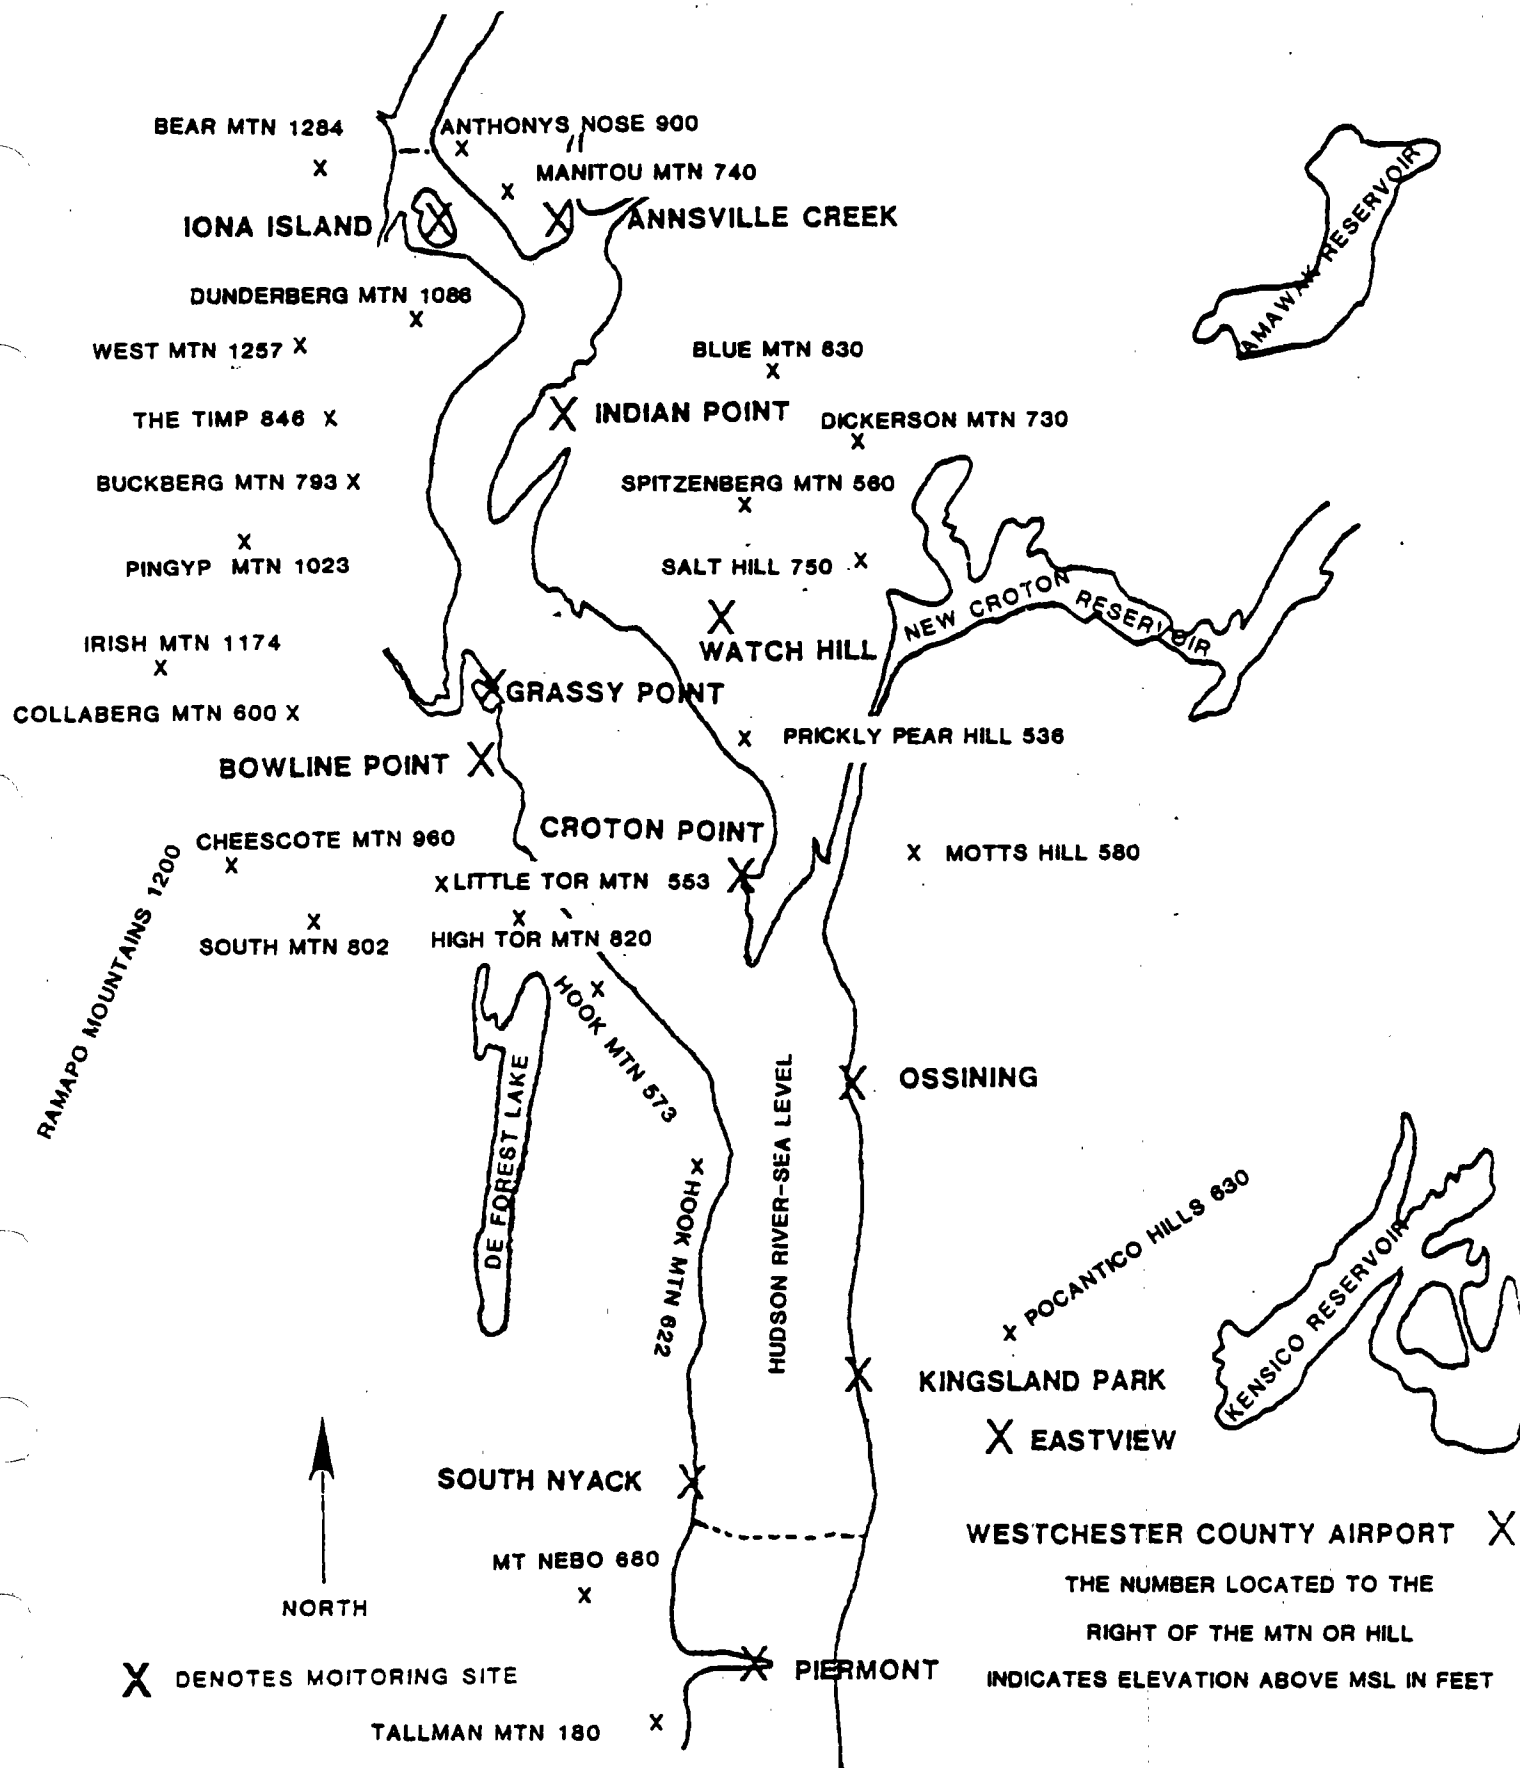 BEAR MTN 1284
ANTHONYS NOSE 900
MANITOU MTN 740
IONA ISLAND
ANNSVILLE CREEK
AMAWAK RESERVOIR
DUNDERBERG MTN 1086
WEST MTN 1257
BLUE MTN 630
THE TIMP 846
INDIAN POINT
DICKERSON MTN 730
BUCKBERG MTN 793
SPITZENBERG MTN 560
PINGYP MTN 1023
SALT HILL 750
NEW CROTON RESERVOIR
IRISH MTN 1174
WATCH HILL
GRASSY POINT
COLLABERG MTN 600
PRICKLY PEAR HILL 536
BOWLINE POINT
CROTON POINT
CHEESCOTE MTN 960
MOTTS HILL 580
LITTLE TOR MTN 553
RAMAPO MOUNTAINS 1200
SOUTH MTN 802
HIGH TOR MTN 820
HOOK MTN 573
OSSINING
DE FOREST LAKE
HUDSON RIVER-SEA LEVEL
HOOK MTN 622
POCANTICO HILLS 630
KENSICO RESERVOIR
KINGSLAND PARK
EASTVIEW
SOUTH NYACK
WESTCHESTER COUNTY AIRPORT
MT NEBO 680
THE NUMBER LOCATED TO THE
NORTH
RIGHT OF THE MTN OR HILL
PIERMONT
INDICATES ELEVATION ABOVE MSL IN FEET
X DENOTES MOITORING SITE
TALLMAN MTN 180